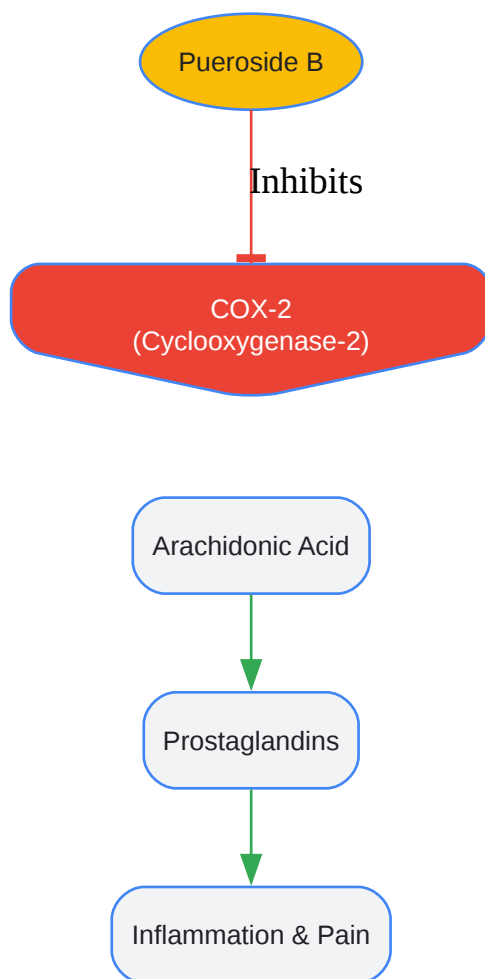 Pueroside B
Inhibits
COX-2
(Cyclooxygenase-2)
Arachidonic Acid
Prostaglandins
Inflammation & Pain